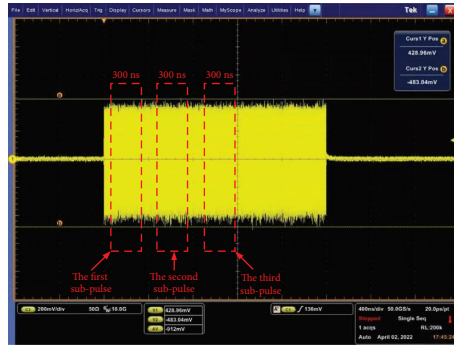 File Edit Vertical Horiz/Acq Trig Display Cursors Measure Mask Math MyScope Analyze Utilities Help
Tek
Curs1 Y Pos a
428.96mV
Curs2 Y Pos b
-483.04mV
300 ns 300 ns 300 ns
a
b
The first
sub-pulse
The second
sub-pulse
The third
sub-pulse
200mV/div 50Ω
428.96mV
-483.04mV
-912mV
136mV
400ns/div 50.0GS/s 20.0ps/pt
Stopped Single Seq
1 acqs RL:200k
Auto April 02, 2022